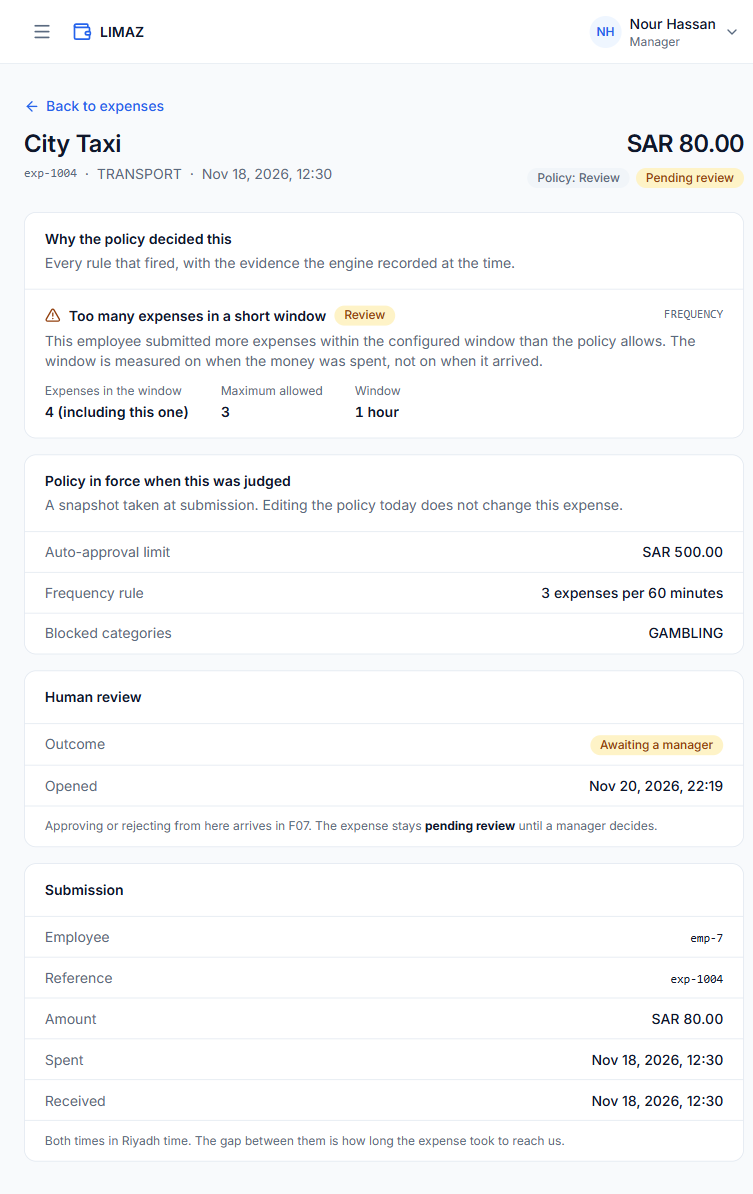 LIMAZ
NH
Nour Hassan
Manager
Back to expenses
City Taxi
SAR 80.00
exp-1004 · TRANSPORT · Nov 18, 2026, 12:30
Policy: Review
Pending review
Why the policy decided this
Every rule that fired, with the evidence the engine recorded at the time.
Too many expenses in a short window
Review
FREQUENCY
This employee submitted more expenses within the configured window than the policy allows. The
window is measured on when the money was spent, not on when it arrived.
Expenses in the window
Maximum allowed
Window
4 (including this one)
3
1 hour
Policy in force when this was judged
A snapshot taken at submission. Editing the policy today does not change this expense.
Auto-approval limit
SAR 500.00
Frequency rule
3 expenses per 60 minutes
Blocked categories
GAMBLING
Human review
Outcome
Awaiting a manager
Opened
Nov 20, 2026, 22:19
Approving or rejecting from here arrives in F07. The expense stays pending review until a manager decides.
Submission
Employee
emp-7
Reference
exp-1004
Amount
SAR 80.00
Spent
Nov 18, 2026, 12:30
Received
Nov 18, 2026, 12:30
Both times in Riyadh time. The gap between them is how long the expense took to reach us.